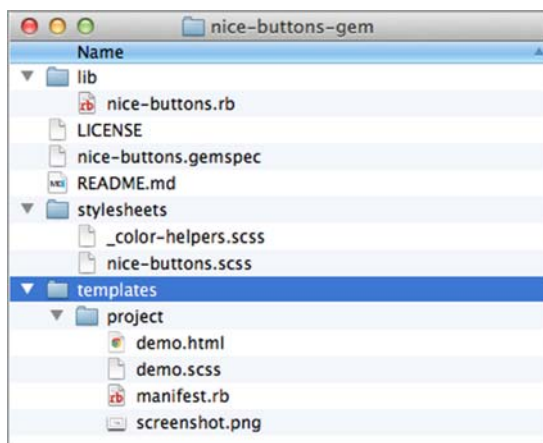 nice-buttons-gem
Name
lib
nice-buttons.rb
LICENSE
nice-buttons.gemspec
README.md
stylesheets
_color-helpers.scss
nice-buttons.scss
templates
project
demo.html
demo.scss
manifest.rb
screenshot.png